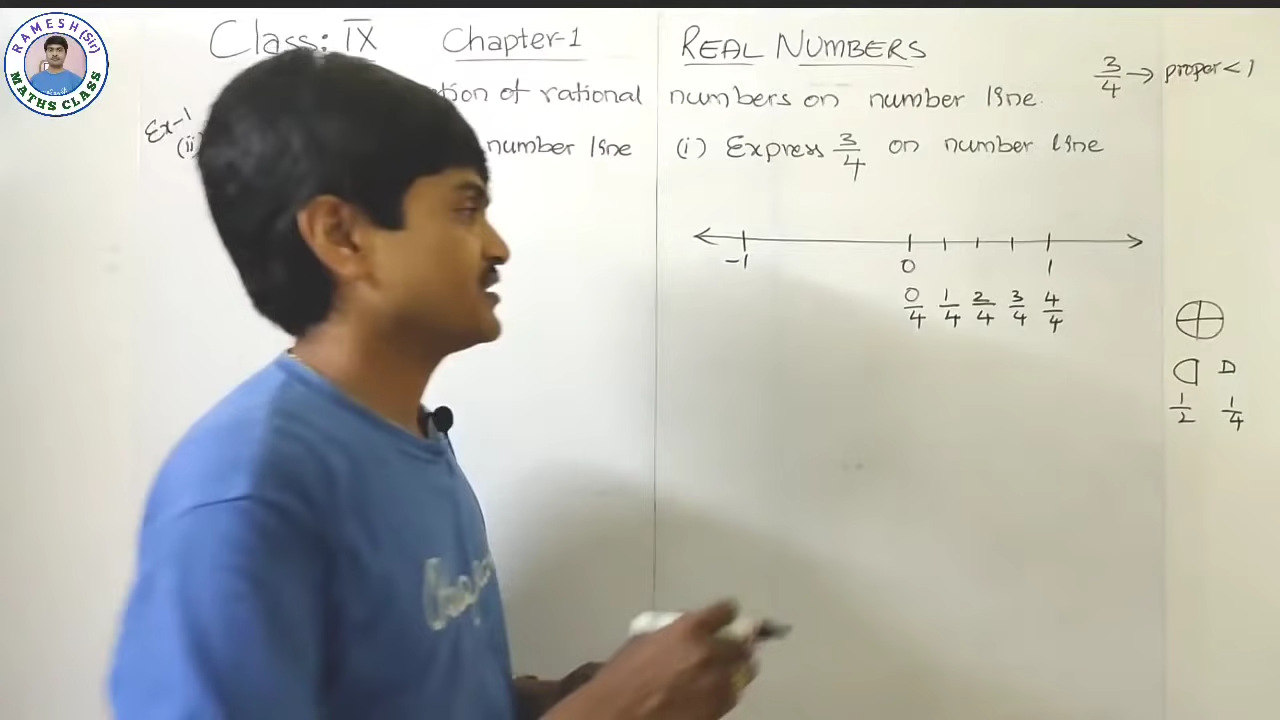 RAMESH (Sir)
MATHS CLASS
Class: IX Chapter-1 REAL NUMBERS
of rational numbers on number line.
3/4 → proper < 1
Ex-1
(ii) number line
(i) Express 3/4 on number line
-1 0 1
0/4 1/4 2/4 3/4 4/4
1/2 1/4